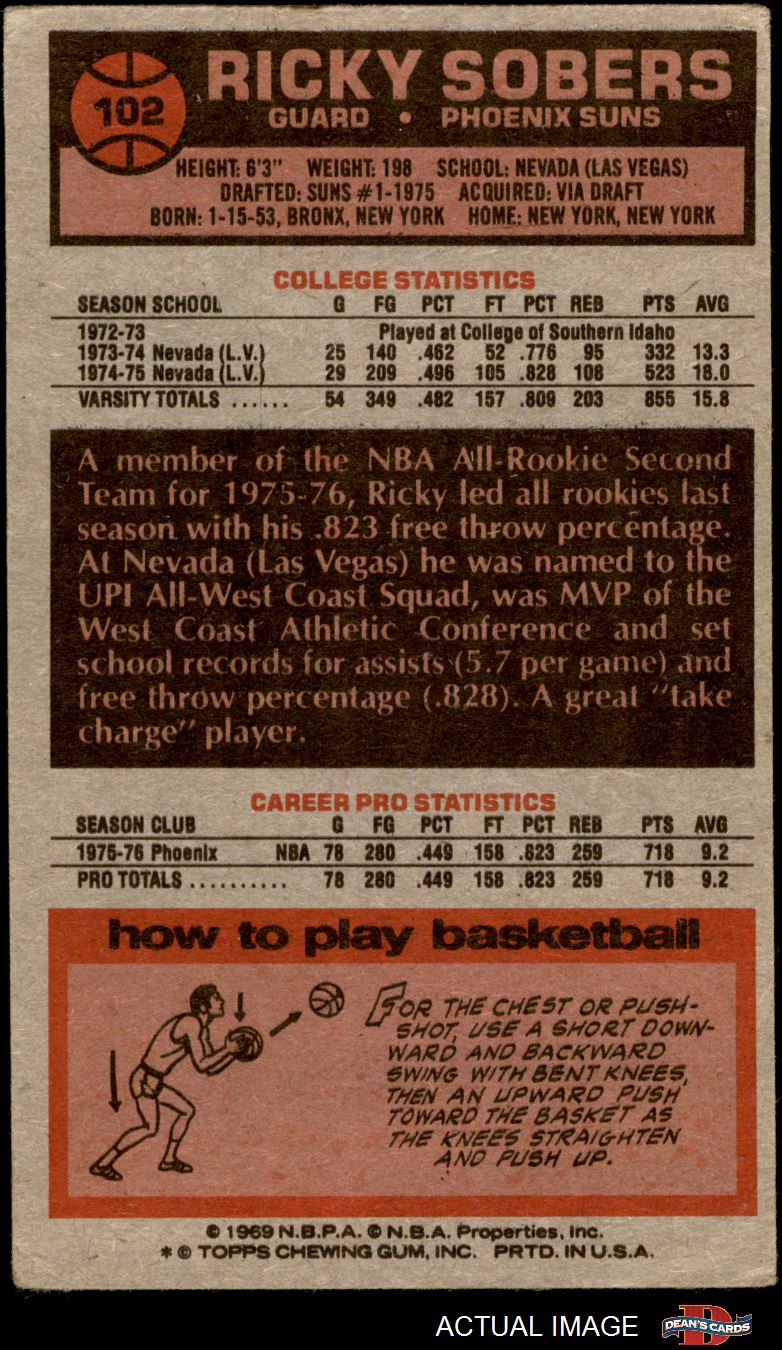 102
RICKY SOBERS
GUARD • PHOENIX SUNS
HEIGHT: 6'3" WEIGHT: 198 SCHOOL: NEVADA (LAS VEGAS)
DRAFTED: SUNS #1-1975 ACQUIRED: VIA DRAFT
BORN: 1-15-53, BRONX, NEW YORK HOME: NEW YORK, NEW YORK
COLLEGE STATISTICS
SEASON SCHOOL G FG PCT FT PCT REB PTS AVG
1972-73 Played at College of Southern Idaho
1973-74 Nevada (L.V.) 25 140 .462 52 .776 95 332 13.3
1974-75 Nevada (L.V.) 29 209 .496 105 .828 108 523 18.0
VARSITY TOTALS ...... 54 349 .482 157 .809 203 855 15.8
A member of the NBA All-Rookie Second
Team for 1975-76, Ricky led all rookies last
season with his .823 free throw percentage.
At Nevada (Las Vegas) he was named to the
UPI All-West Coast Squad, was MVP of the
West Coast Athletic Conference and set
school records for assists (5.7 per game) and
free throw percentage (.828). A great "take
charge" player.
CAREER PRO STATISTICS
SEASON CLUB G FG PCT FT PCT REB PTS AVG
1975-76 Phoenix NBA 78 280 .449 158 .823 259 718 9.2
PRO TOTALS .......... 78 280 .449 158 .823 259 718 9.2
how to play basketball
FOR THE CHEST OR PUSH-
SHOT, USE A SHORT DOWN-
WARD AND BACKWARD
SWING WITH BENT KNEES,
THEN AN UPWARD PUSH
TOWARD THE BASKET AS
THE KNEES STRAIGHTEN
AND PUSH UP.
© 1969 N.B.P.A. © N.B.A. Properties, Inc.
* © TOPPS CHEWING GUM, INC. PRTD. IN U.S.A.
ACTUAL IMAGE
D
DEAN'S CARDS